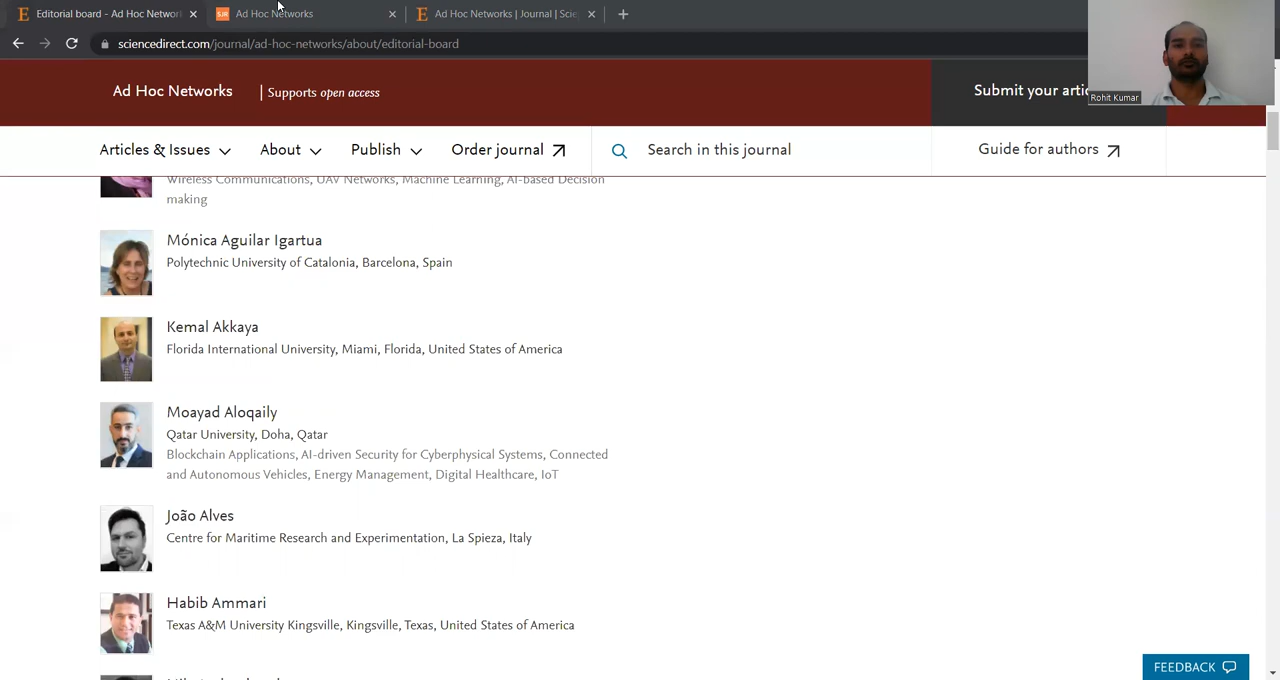 Editorial board - Ad Hoc Networ
Ad Hoc Networks
Ad Hoc Networks | Journal | Scie
sciencedirect.com/journal/ad-hoc-networks/about/editorial-board
Rohit Kumar
Ad Hoc Networks
Supports open access
Submit your
Articles & Issues
About
Publish
Order journal
Search in this journal
Guide for authors
Wireless Communications, UAV Networks, Machine Learning, AI-based Decision
making
Mónica Aguilar Igartua
Polytechnic University of Catalonia, Barcelona, Spain
Kemal Akkaya
Florida International University, Miami, Florida, United States of America
Moayad Aloqaily
Qatar University, Doha, Qatar
Blockchain Applications, AI-driven Security for Cyberphysical Systems, Connected
and Autonomous Vehicles, Energy Management, Digital Healthcare, IoT
João Alves
Centre for Maritime Research and Experimentation, La Spieza, Italy
Habib Ammari
Texas A&M University Kingsville, Kingsville, Texas, United States of America
FEEDBACK